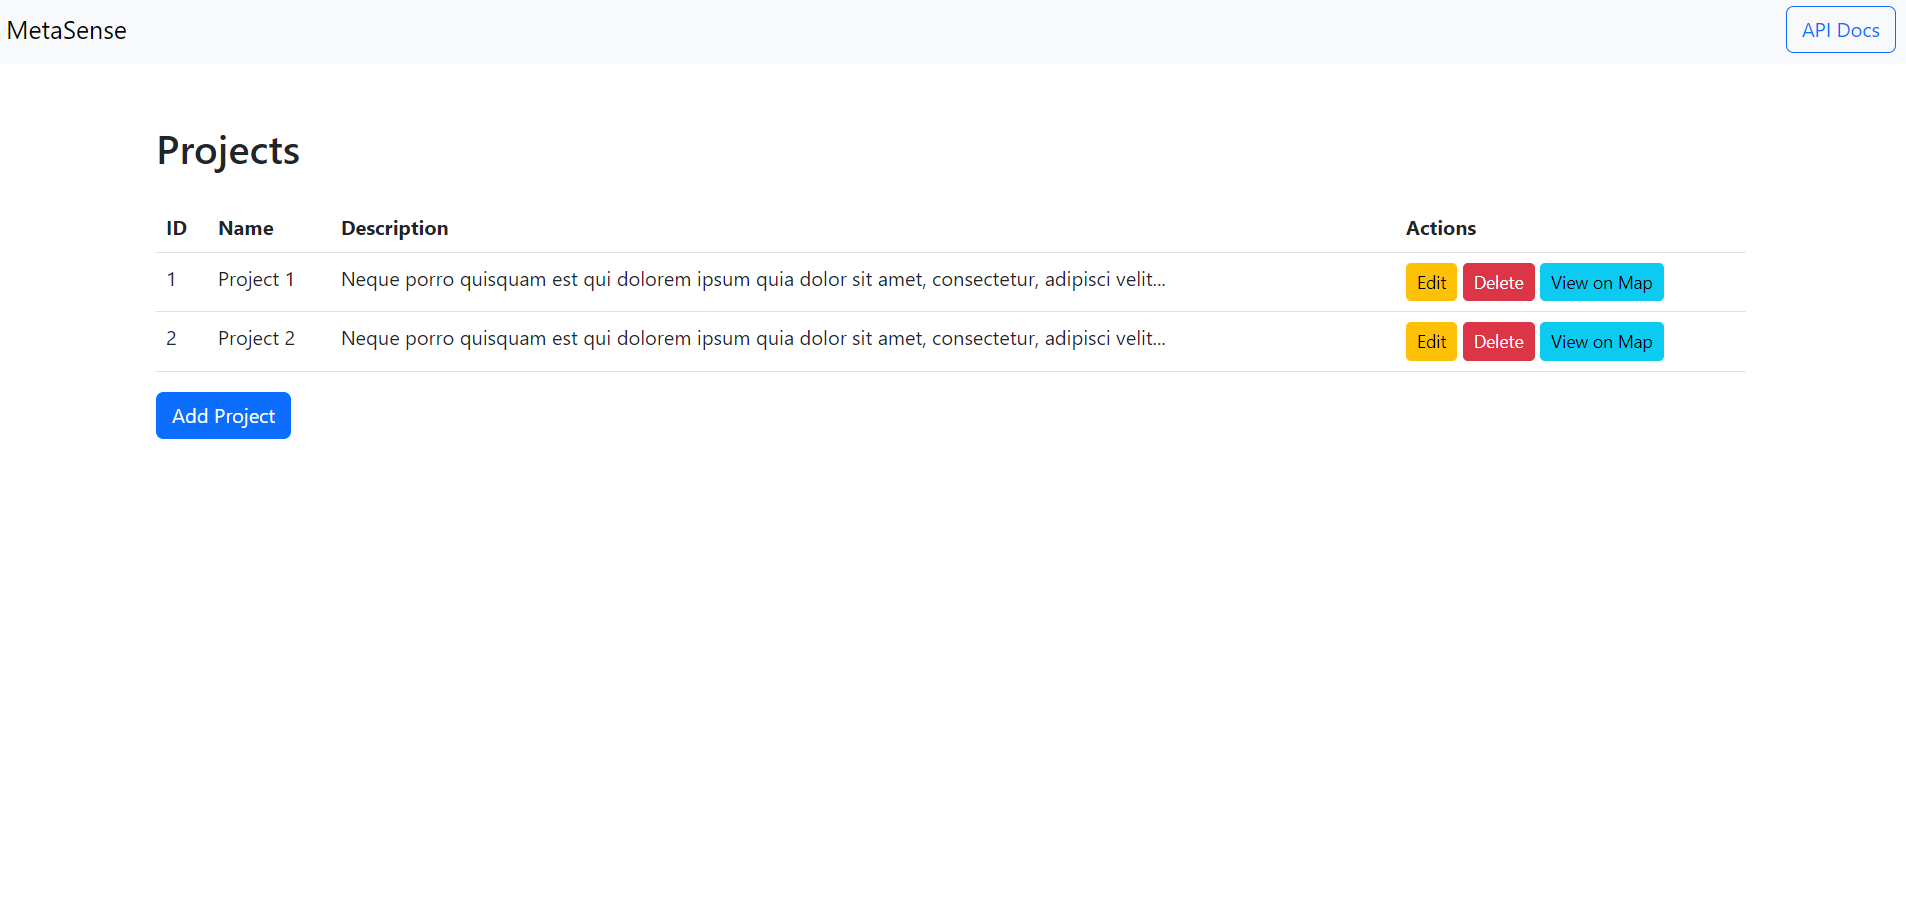 MetaSense API Docs
Projects
ID Name Description Actions
1 Project 1 Neque porro quisquam est qui dolorem ipsum quia dolor sit amet, consectetur, adipisci velit... Edit Delete View on Map
2 Project 2 Neque porro quisquam est qui dolorem ipsum quia dolor sit amet, consectetur, adipisci velit... Edit Delete View on Map
Add Project